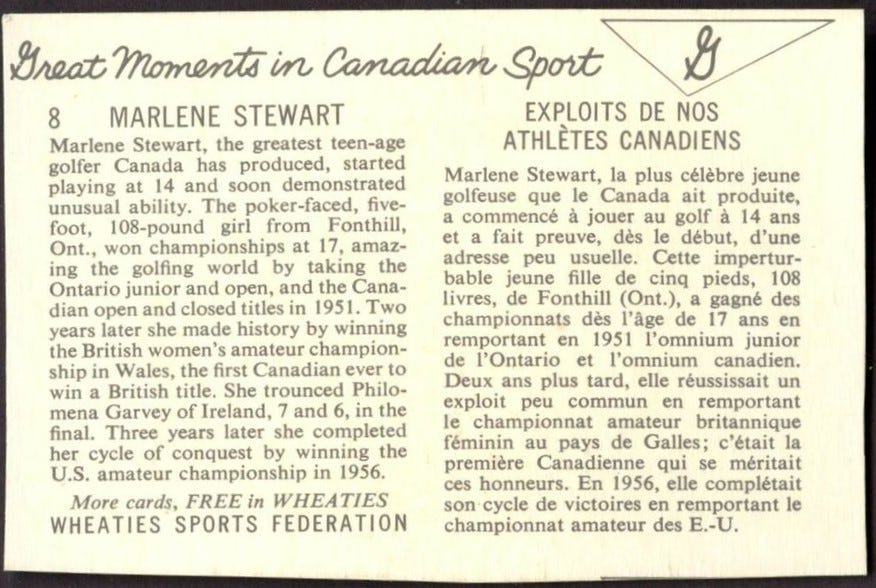 Great Moments in Canadian Sport
G
8 MARLENE STEWART
Marlene Stewart, the greatest teen-age
golfer Canada has produced, started
playing at 14 and soon demonstrated
unusual ability. The poker-faced, five-
foot, 108-pound girl from Fonthill,
Ont., won championships at 17, amaz-
ing the golfing world by taking the
Ontario junior and open, and the Cana-
dian open and closed titles in 1951. Two
years later she made history by winning
the British women's amateur champion-
ship in Wales, the first Canadian ever to
win a British title. She trounced Philo-
mena Garvey of Ireland, 7 and 6, in the
final. Three years later she completed
her cycle of conquest by winning the
U.S. amateur championship in 1956.
More cards, FREE in WHEATIES
WHEATIES SPORTS FEDERATION
EXPLOITS DE NOS
ATHLÈTES CANADIENS
Marlene Stewart, la plus célèbre jeune
golfeuse que le Canada ait produite,
a commencé à jouer au golf à 14 ans
et a fait preuve, dès le début, d'une
adresse peu usuelle. Cette impertur-
bable jeune fille de cinq pieds, 108
livres, de Fonthill (Ont.), a gagné des
championnats dès l'âge de 17 ans en
remportant en 1951 l'omnium junior
de l'Ontario et l'omnium canadien.
Deux ans plus tard, elle réussissait un
exploit peu commun en remportant
le championnat amateur britannique
féminin au pays de Galles; c'était la
première Canadienne qui se méritait
ces honneurs. En 1956, elle complétait
son cycle de victoires en remportant le
championnat amateur des E.-U.